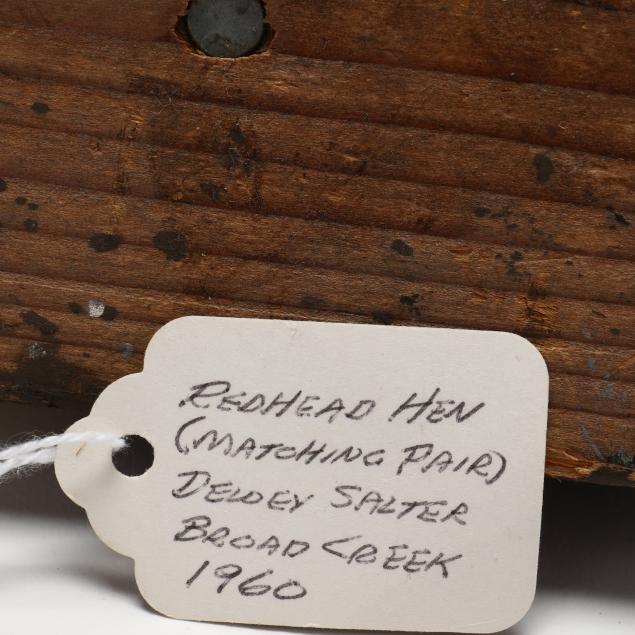 REDHEAD HEN
(MATCHING PAIR)
DEWEY SALTER
BROAD CREEK
1960